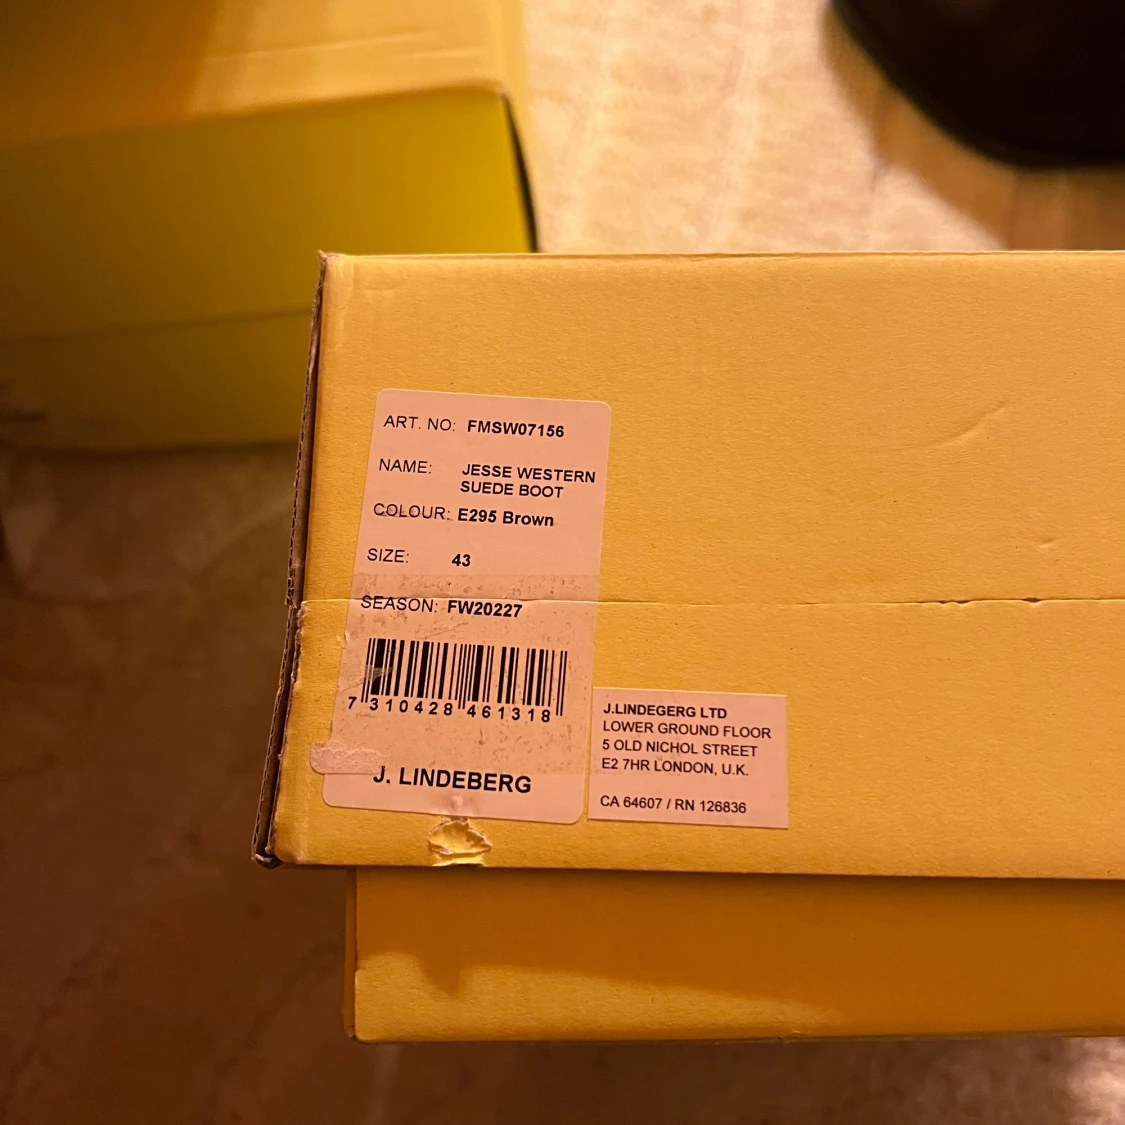 ART. NO: FMSW07156
NAME: JESSE WESTERN
SUEDE BOOT
COLOUR: E295 Brown
SIZE: 43
SEASON: FW20227
7 310428 461318
J. LINDEBERG
J.LINDEGERG LTD
LOWER GROUND FLOOR
5 OLD NICHOL STREET
E2 7HR LONDON, U.K.
CA 64607 / RN 126836